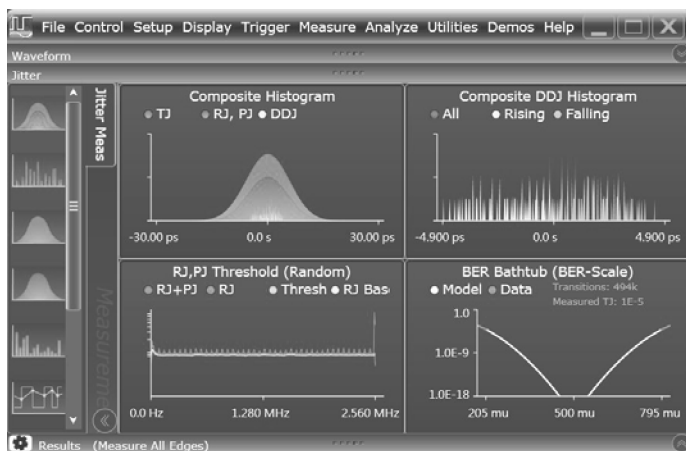 File Control Setup Display Trigger Measure Analyze Utilities Demos Help
Waveform
Jitter
Jitter Meas
Measureme
Composite Histogram
TJ RJ, PJ DDJ
-30.00 ps 0.0 s 30.00 ps
Composite DDJ Histogram
All Rising Falling
-4.900 ps 0.0 s 4.900 ps
RJ,PJ Threshold (Random)
RJ+PJ RJ Thresh RJ Bas
0.0 Hz 1.280 MHz 2.560 MHz
BER Bathtub (BER-Scale)
Model Data Transitions: 494k
Measured TJ: 1E-5
1.0
1.0E-9
1.0E-18
205 mu 500 mu 795 mu
Results (Measure All Edges)